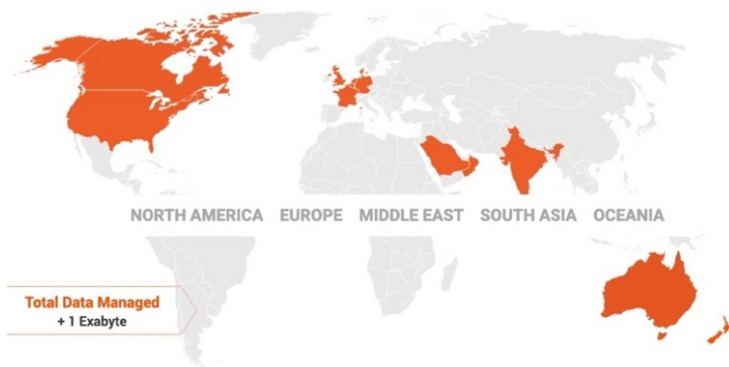 NORTH AMERICA EUROPE MIDDLE EAST SOUTH ASIA OCEANIA
Total Data Managed
+ 1 Exabyte